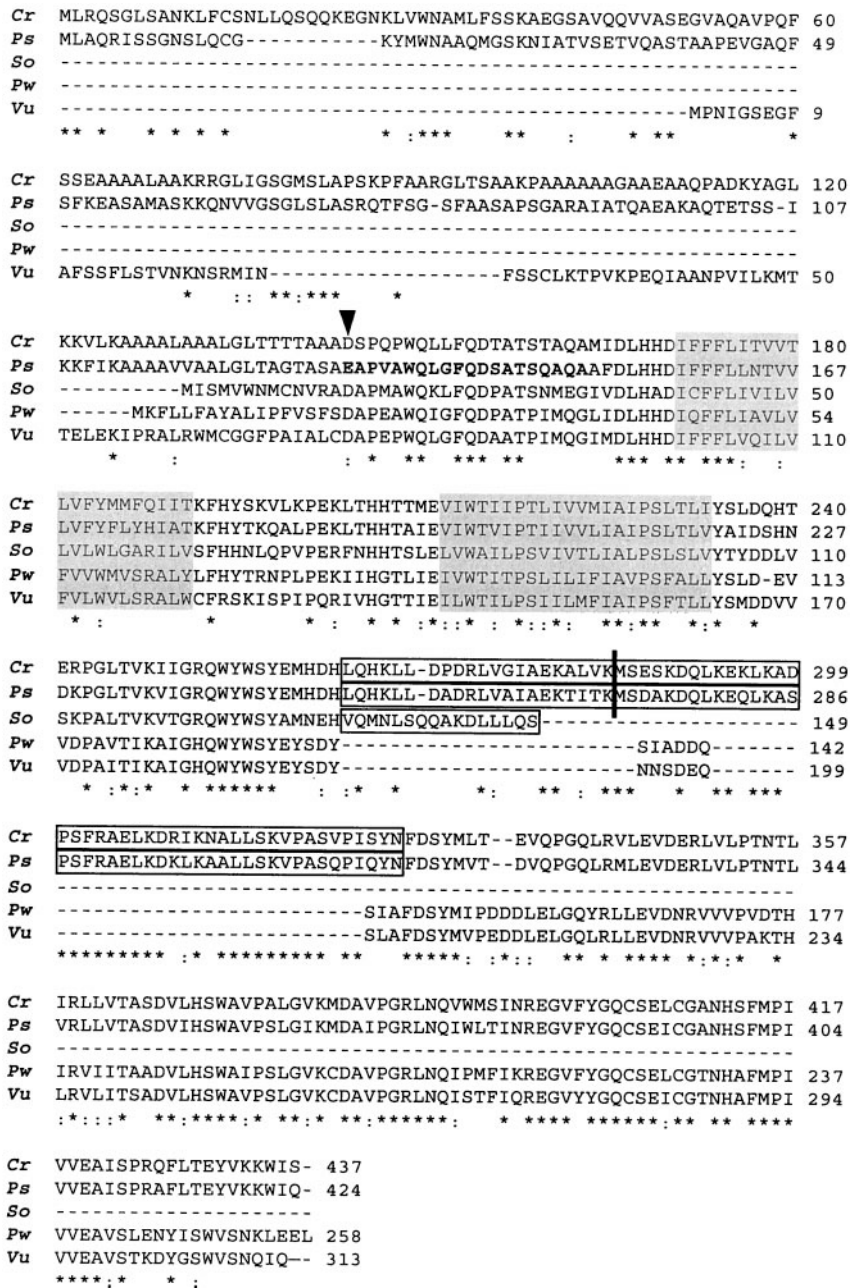 Cr MLRQSGLSANKLFCSNLLQSQQKEGNKLVWNAMLFSSKAEGSAVQQVVASEGVAQAVPQF 60
Ps MLAQRISSGNSLQCG-----------KYMWNAAQMGSKNIATVSETVQASTAAPEVGAQF 49
So ------------------------------------------------------------
Pw ------------------------------------------------------------
Vu ---------------------------------------------------MPNIGSEGF 9
** * * * * * * : *** ** : * ** *
Cr SSEAAAALAAKRRGLIGSGMSLAPSKPFAARGLTSAAKPAAAAAAGAAEAAQPADKYAGL 120
Ps SFKEASAMASKKQNVVGSGLSLASRQTFSG-SFAASAPSGARAIATQAEAKAQTETSS-I 107
So ------------------------------------------------------------
Pw ------------------------------------------------------------
Vu AFSSFLSTVNKNSRMIN-------------------FSSCLKTPVKPEQIAANPVILKMT 50
* :: **:*** *
Cr KKVLKAAAALAAALGLTTTTAAADSPQPWQLLFQDTATSTAQAMIDLHHDIFFFLITVVT 180
Ps KKFIKAAAAVVAALGTAGTASAEAPVAWQLGFQDSATSQAQAAFDLHHDIFFFLLNTVV 167
So ----------MISMVWNMCNVRADAPMAWQKLFQDPATSNMEGIVDLHADICFFLIVILV 50
Pw ------MKFLLFAYALIPFVSFSDAPEAWQIGFQDPATPIMQGLIDLHHDIQFFLIAVLV 54
Vu TELEKIPRALRWMCGGFPAIALCDAPEPWQLGFQDAATPIMQGIMDLHHDIFFFLVQILV 110
* : : * ** ** ** *** ** ***: :
Cr LVFYMMFQIITKFHYSKVLKPEKLTHHTTMEVIWTIIPTLIVVMIAIPSLTLIYSLDQHT 240
Ps LVFYFLYHIATKFHYTKQALPEKLTHHTAIEVIWTVIPTIIVVLIAIPSLTLVYAIDSHN 227
So LVLWLGARILVSFHHNLQPVPERFNHHTSLELVWAILPSVIVTLIALPSLSLVYTYDDLV 110
Pw FVVWMVSRALYLFHYTRNPLPEKIIHGTLIEIVWTITPSLILIFIAVPSFALLYSLD-EV 113
Vu FVLWVLSRALWCFRSKISPIPQRIVHGTTIEILWTILPSIILMFIAIPSFTLLYSMDDVV 170
* : * * : * * :* :**:: *: *: **:** : *: * *
Cr ERPGLTVKIIGRQWYWSYEMHDHLQHKLL-DPDRLVGIAEKALVKMSESKDQLKEKLKAD 299
Ps DKPGLTVKVIGRQWYWSYEMHDHLQHKLL-DADRLVAIAEKTITKMSDAKDQLKEQLKAS 286
So SKPALTVKVTGRQWYWSYAMNEHVQMNLSQQAKDLLLQS--------------------- 149
Pw VDPAVTIKAIGHQWYWSYEYSDY------------------------SIADDQ------- 142
Vu VDPAITIKAIGHQWYWSYEYSDY------------------------NNSDEQ------- 199
* :*:* *:****** : :* * *: ** *** * ** ***
Cr PSFRAELKDRIKNALLSKVPASVPISYNFDSYMLT--EVQPGQLRVLEVDERLVLPTNTL 357
Ps PSFRAELKDKLKAALLSKVPASQPIQYNFDSYMVT--DVQPGQLRMLEVDERLVLPTNTL 344
So ------------------------------------------------------------
Pw -------------------------SIAFDSYMIPDDDLELGQYRLLEVDNRVVVPVDTH 177
Vu -------------------------SLAFDSYMVPEDDLELGQLRLLEVDNRVVVPAKTH 234
********* :* ********* ** ****: :*:: ** * **** *:*:* *
Cr IRLLVTASDVLHSWAVPALGVKMDAVPGRLNQVWMSINREGVFYGQCSELCGANHSFMPI 417
Ps VRLLVTASDVIHSWAVPSLGIKMDAIPGRLNQIWLTINREGVFYGQCSEICGANHSFMPI 404
So ------------------------------------------------------------
Pw IRVIITAADVLHSWAIPSLGVKCDAVPGRLNQIPMFIKREGVFYGQCSELCGTNHAFMPI 237
Vu LRVLITSADVLHSWAVPSLGVKCDAVPGRLNQISTFIQREGVYYGQCSEICGTNHAFMPI 294
:*:::* **:****:* **:* **:******: * ****:******:**:** ****
Cr VVEAISPRQFLTEYVKKWIS- 437
Ps VVEAISPRAFLTEYVKKWIQ- 424
So ---------------------
Pw VVEAVSLENYISWVSNKLEEL 258
Vu VVEAVSTKDYGSWVSNQIQ-- 313
****:* * :